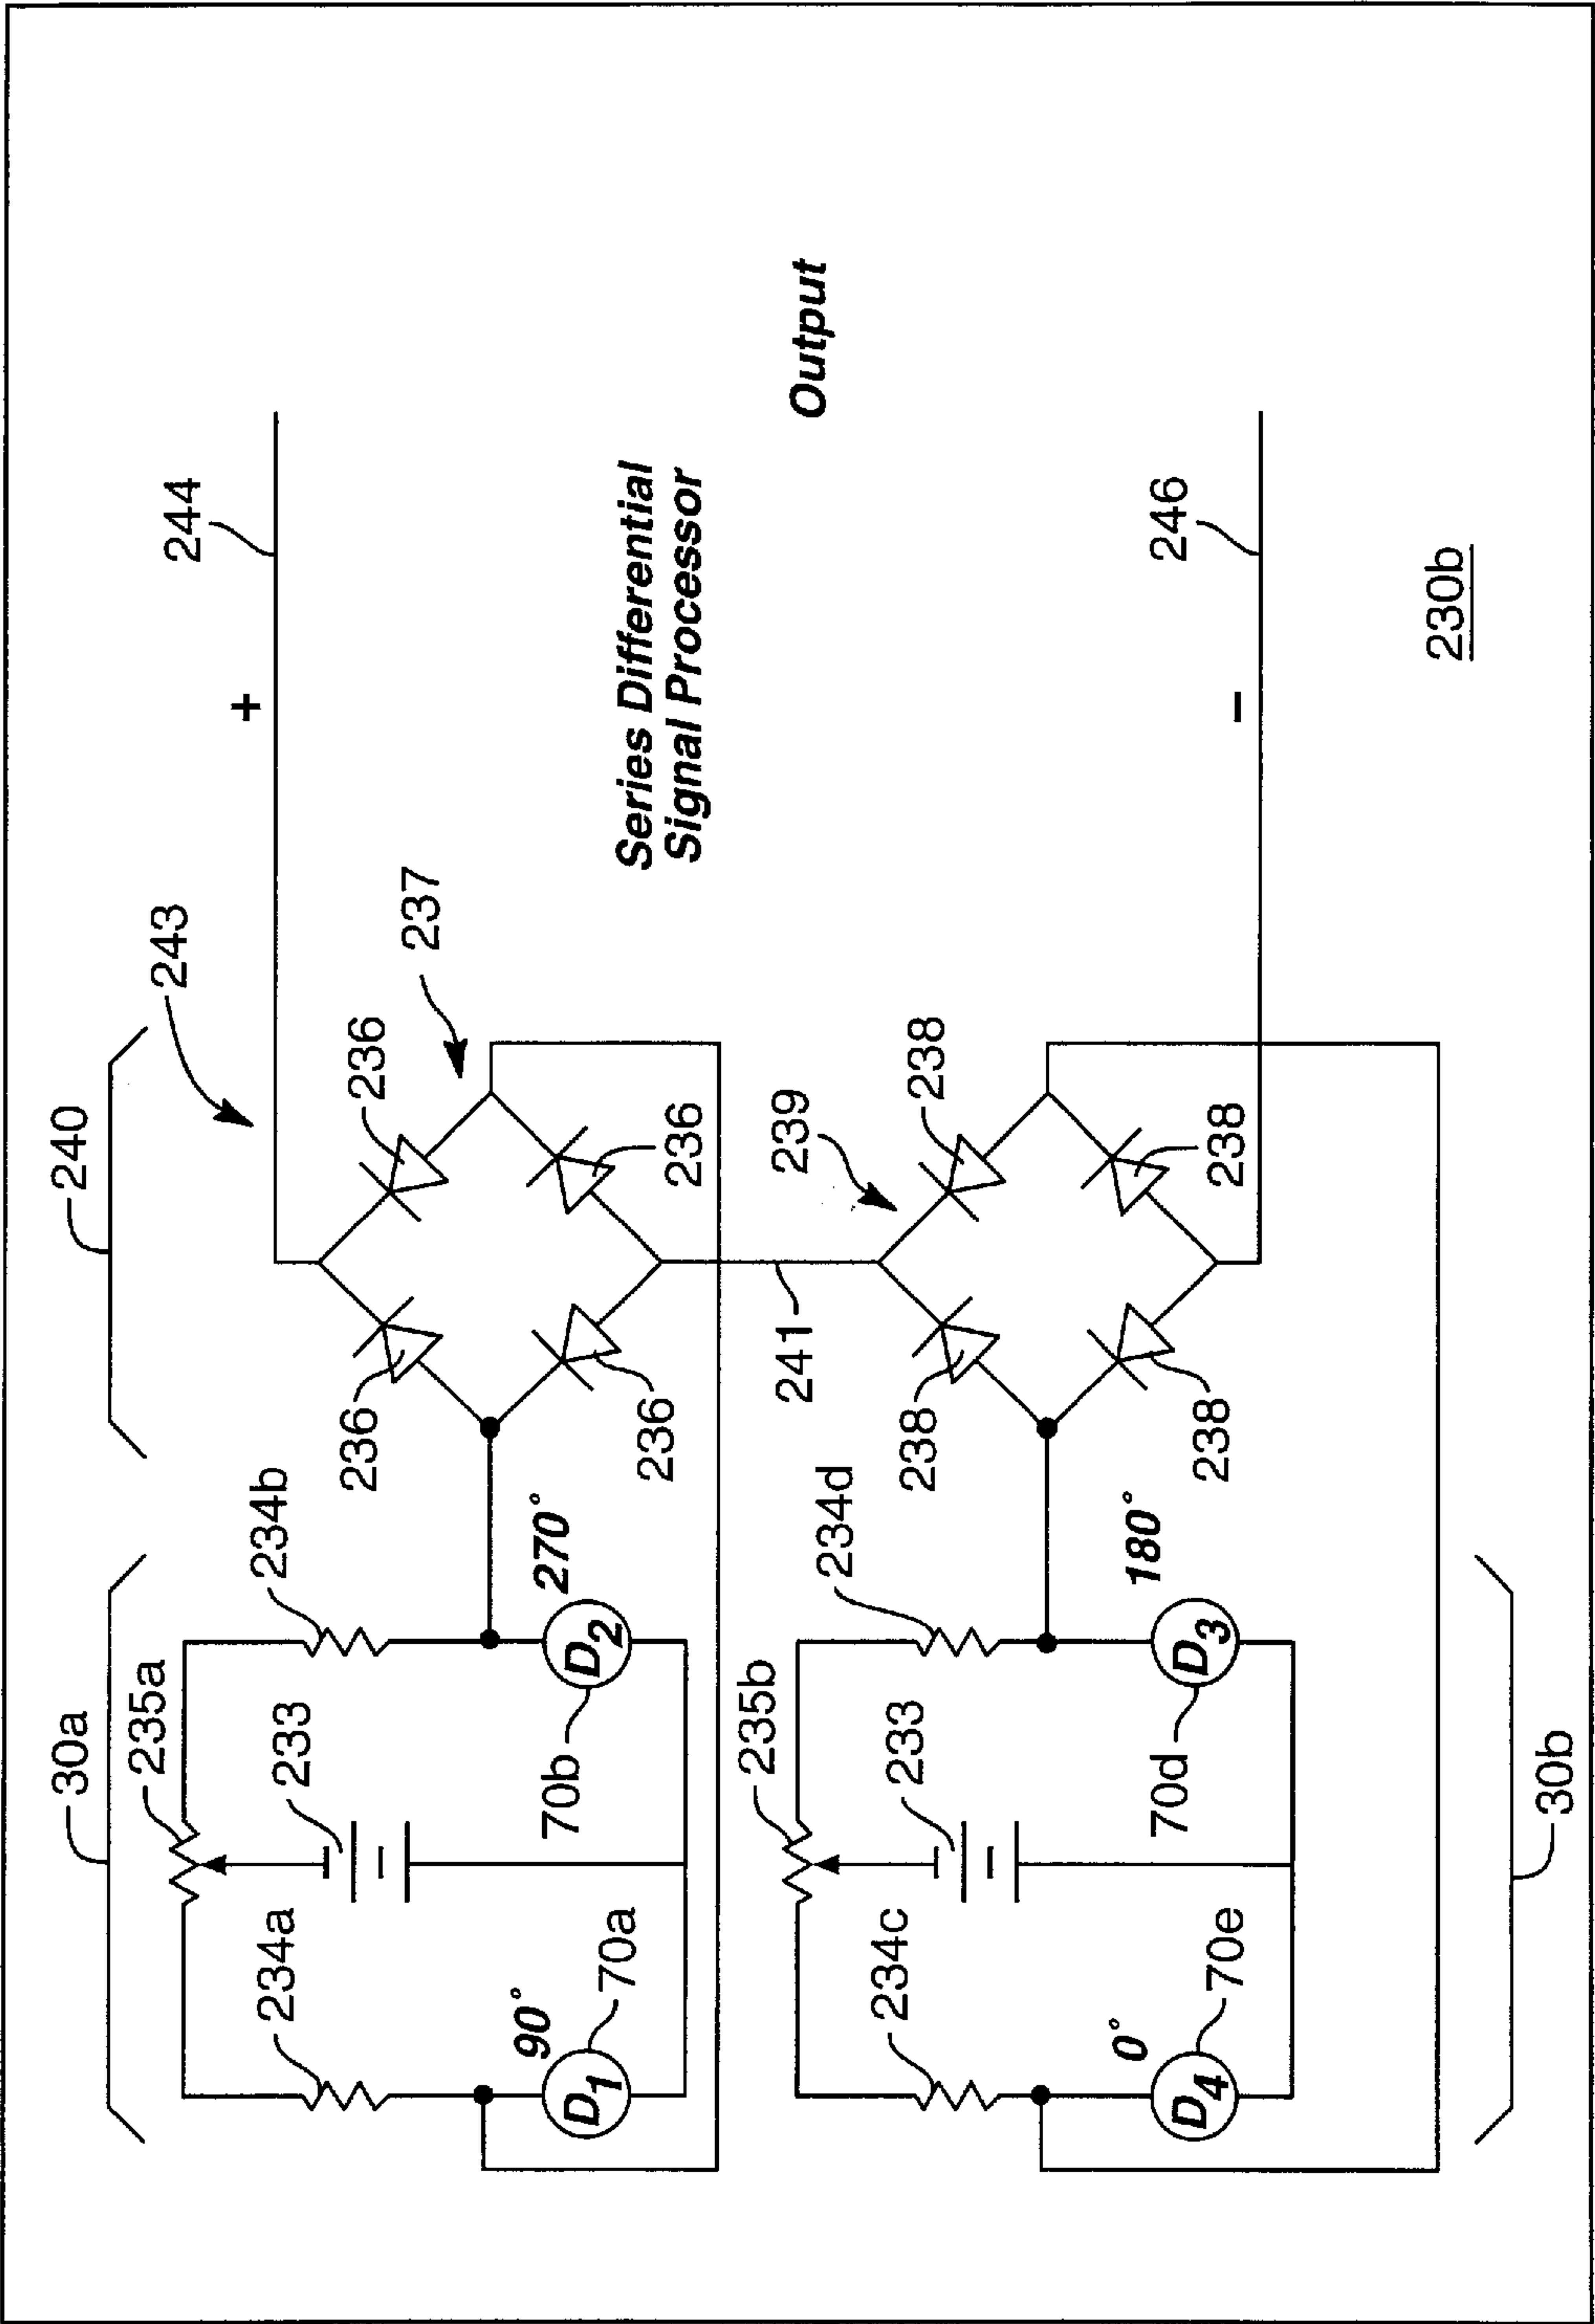 30a
240
235a
243
244
234a
233
234b
236
236
237
+
90°
D1
70a
270°
D2
70b
236
236
Series Differential
Signal Processor
241
239
Output
235b
234c
233
234d
238
238
0°
D4
70e
180°
D3
70d
238
238
246
−
230b
30b